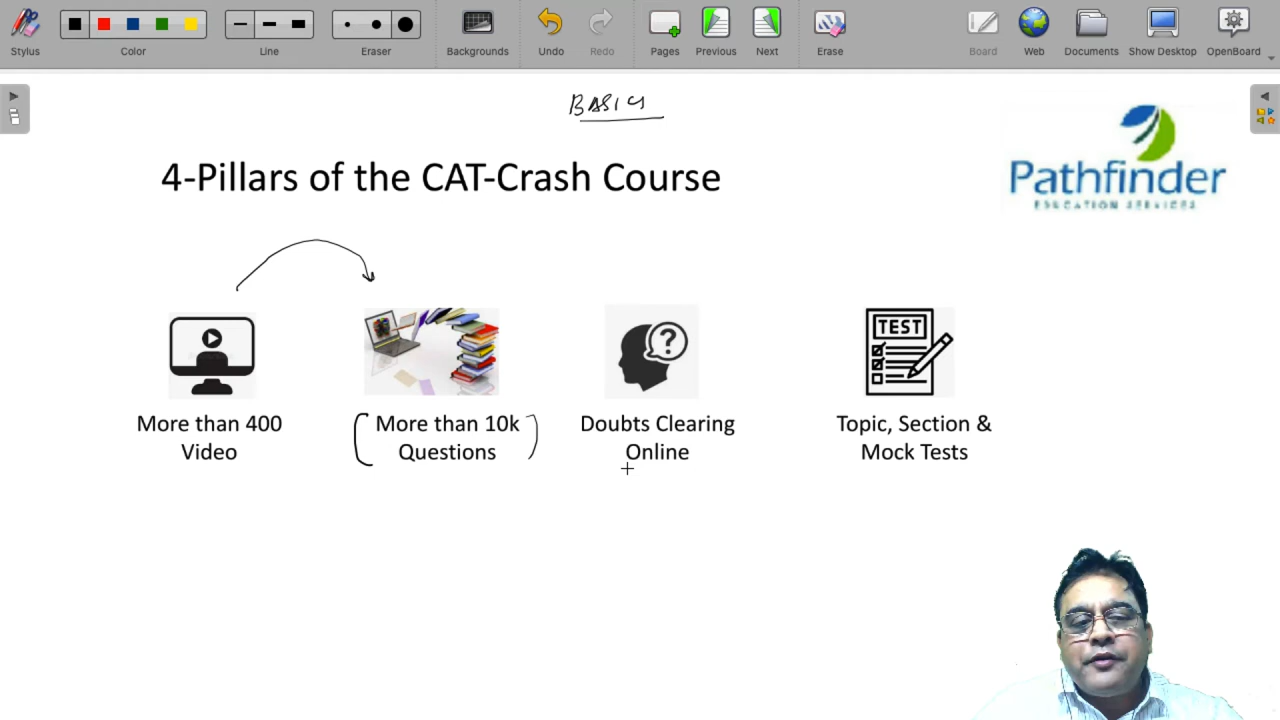 Stylus
Color
Line
Eraser
Backgrounds
Undo
Redo
Pages
Previous
Next
Erase
Board
Web
Documents
Show Desktop
OpenBoard
BASICS
4-Pillars of the CAT-Crash Course
Pathfinder
EDUCATION SERVICES
TEST
More than 400
Video
More than 10k
Questions
Doubts Clearing
Online
Topic, Section &
Mock Tests